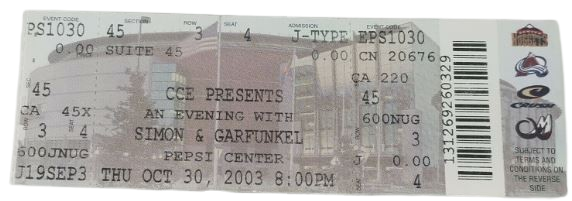 EVENT CODE SECTION ROW SEAT ADMISSION EVENT CODE
PS1030 45 3 4 J-TYPE EPS1030
0.00 SUITE 45 0.00 CN 20676
CA 220
45 CCE PRESENTS 45
CA 45X AN EVENING WITH 600NUG
3 4 SIMON & GARFUNKEL 3
600JNUG PEPSI CENTER J 0.00
J19SEP3 THU OCT 30, 2003 8:00PM 4
131269260329
NUGGETS
CRUSH
SUBJECT TO
TERMS AND
CONDITIONS ON
THE REVERSE
SIDE